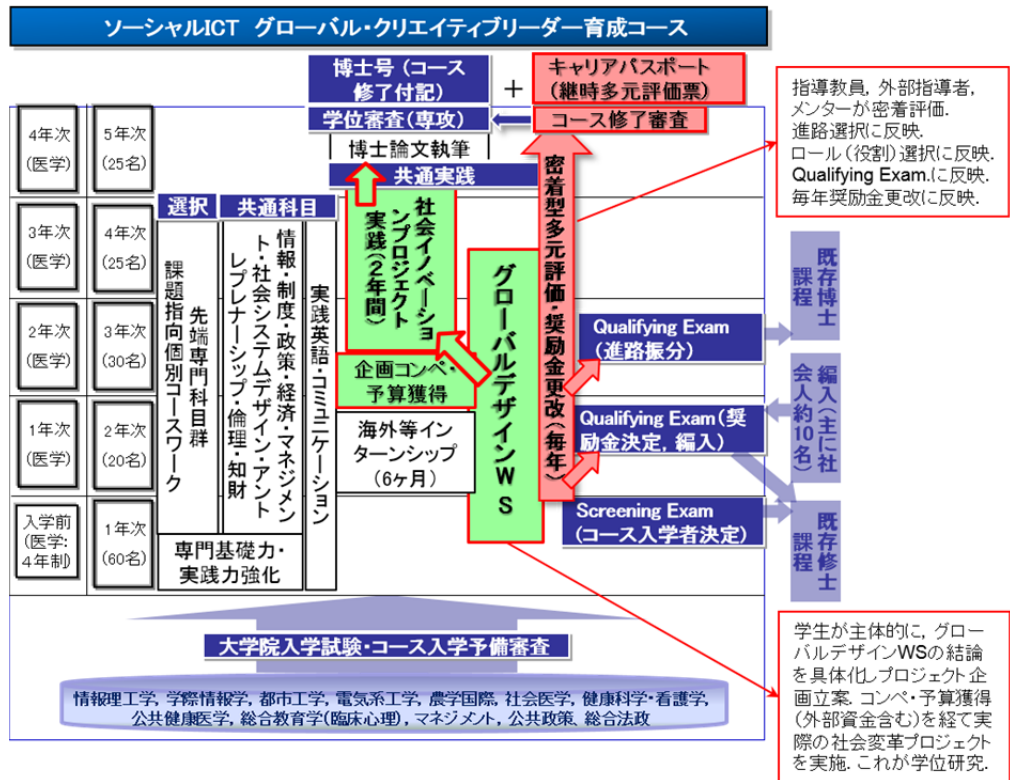 ソーシャルICT グローバル・クリエイティブリーダー育成コース
博士号(コース
修了付記)
+
キャリアパスポート
(継時多元評価票)
学位審査(専攻)
コース修了審査
博士論文執筆
共通実践
4年次
(医学)
5年次
(25名)
3年次
(医学)
4年次
(25名)
2年次
(医学)
3年次
(30名)
1年次
(医学)
2年次
(20名)
入学前
(医学:
4年制)
1年次
(60名)
選択
共通科目
先端専門科目群
課題指向個別コースワーク
情報・制度・政策・経済・マネジメン
ト・社会システムデザイン・アント
レプレナーシップ・倫理・知財
実践英語・コミュニケーション
専門基礎力・
実践力強化
社会イノベーショ
ンプロジェクト
実践(2年間)
企画コンペ・
予算獲得
海外等イン
ターンシップ
(6ヶ月)
グローバルデザインWS
密着型多元評価・奨励金更改(毎年)
Qualifying Exam
(進路振分)
Qualifying Exam(奨
励金決定, 編入)
Screening Exam
(コース入学者決定)
既存博士
課程
編入(主に社
会人約10名)
既存修士
課程
指導教員, 外部指導者,
メンターが密着評価.
進路選択に反映.
ロール(役割)選択に反映.
Qualifying Exam.に反映.
毎年奨励金更改に反映.
学生が主体的に, グロー
バルデザインWSの結論
を具体化しプロジェクト企
画立案. コンペ・予算獲得
(外部資金含む)を経て実
際の社会変革プロジェクト
を実施. これが学位研究.
大学院入学試験・コース入学予備審査
情報理工学, 学際情報学, 都市工学, 電気系工学, 農学国際, 社会医学, 健康科学・看護学,
公共健康医学, 総合教育学(臨床心理), マネジメント, 公共政策, 総合法政